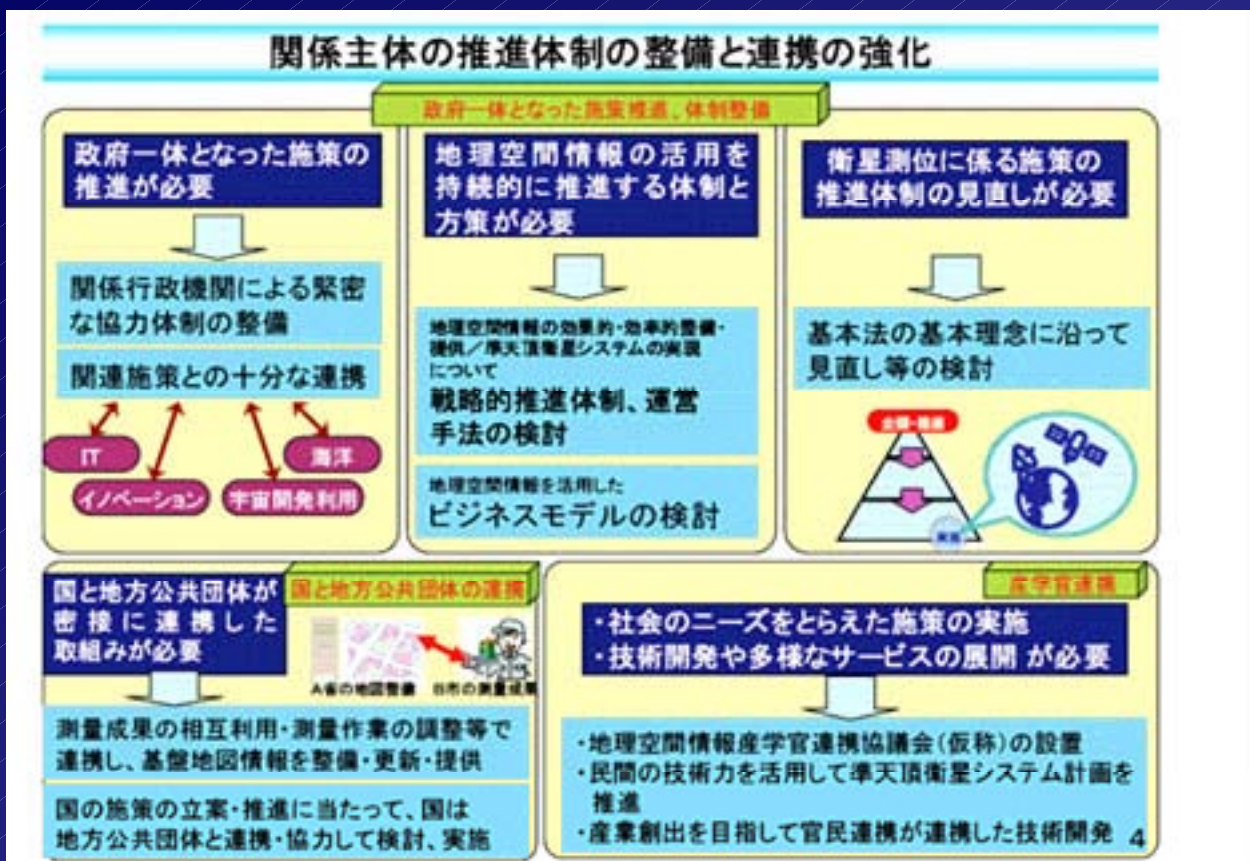 関係主体の推進体制の整備と連携の強化
政府一体となった施策推進、体制整備
政府一体となった施策の
推進が必要
関係行政機関による緊密
な協力体制の整備
関連施策との十分な連携
IT
海洋
イノベーション
宇宙開発利用
地理空間情報の活用を
持続的に推進する体制と
方策が必要
地理空間情報の効果的・効率的整備・
提供／準天頂衛星システムの実現
について
戦略的推進体制、運営
手法の検討
地理空間情報を活用した
ビジネスモデルの検討
衛星測位に係る施策の
推進体制の見直しが必要
基本法の基本理念に沿って
見直し等の検討
企画・推進
実施
国と地方公共団体の連携
国と地方公共団体が
密接に連携した
取組みが必要
A省の地図整備
B市の測量成果
測量成果の相互利用・測量作業の調整等で
連携し、基盤地図情報を整備・更新・提供
国の施策の立案・推進に当たって、国は
地方公共団体と連携・協力して検討、実施
産学官連携
・社会のニーズをとらえた施策の実施
・技術開発や多様なサービスの展開 が必要
・地理空間情報産学官連携協議会（仮称）の設置
・民間の技術力を活用して準天頂衛星システム計画を
推進
・産業創出を目指して官民連携が連携した技術開発
4